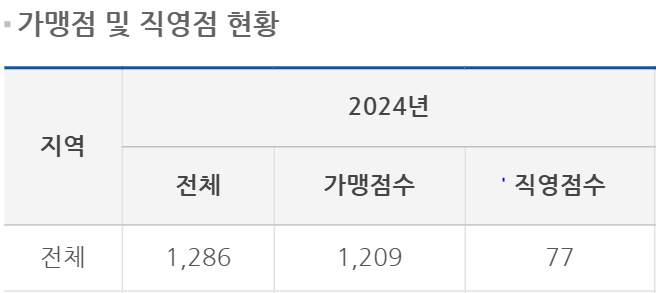 가맹점 및 직영점 현황
지역
2024년
전체 가맹점수 직영점수
전체 1,286 1,209 77